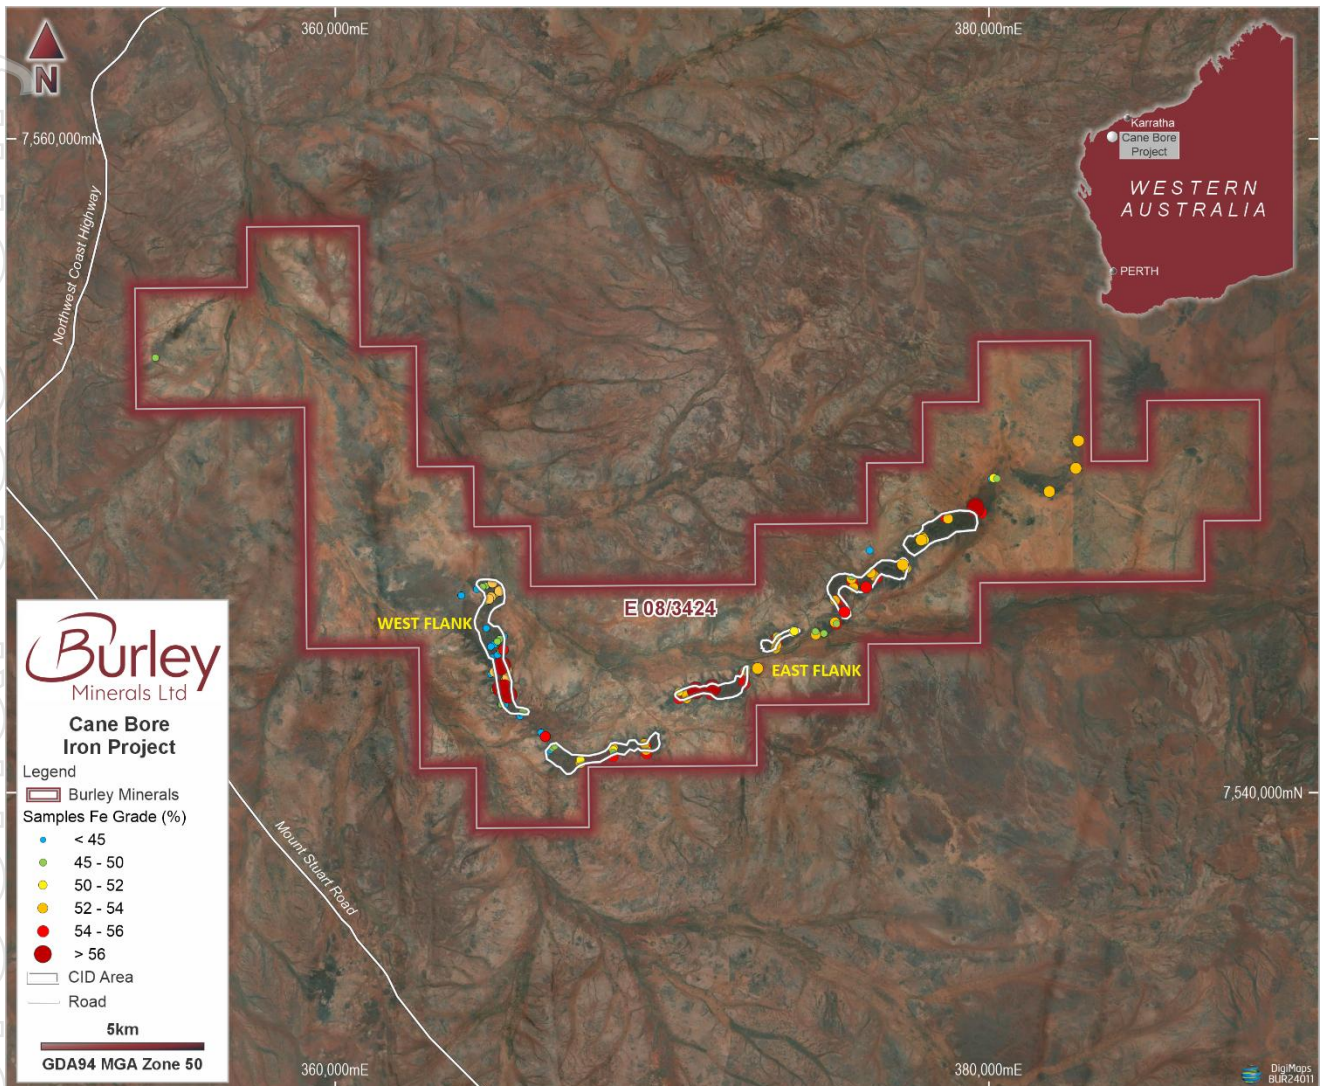 360,000mE
380,000mE
N
7,560,000mN
Karratha
Cane Bore
Project
WESTERN
AUSTRALIA
PERTH
Northwest Coast Highway
E 08/3424
WEST FLANK
EAST FLANK
7,540,000mN
Mount Stuart Road
Burley
Minerals Ltd
Cane Bore
Iron Project
Legend
Burley Minerals
Samples Fe Grade (%)
< 45
45 - 50
50 - 52
52 - 54
54 - 56
> 56
CID Area
Road
5km
GDA94 MGA Zone 50
360,000mE
380,000mE
DigiMaps
BUR24011